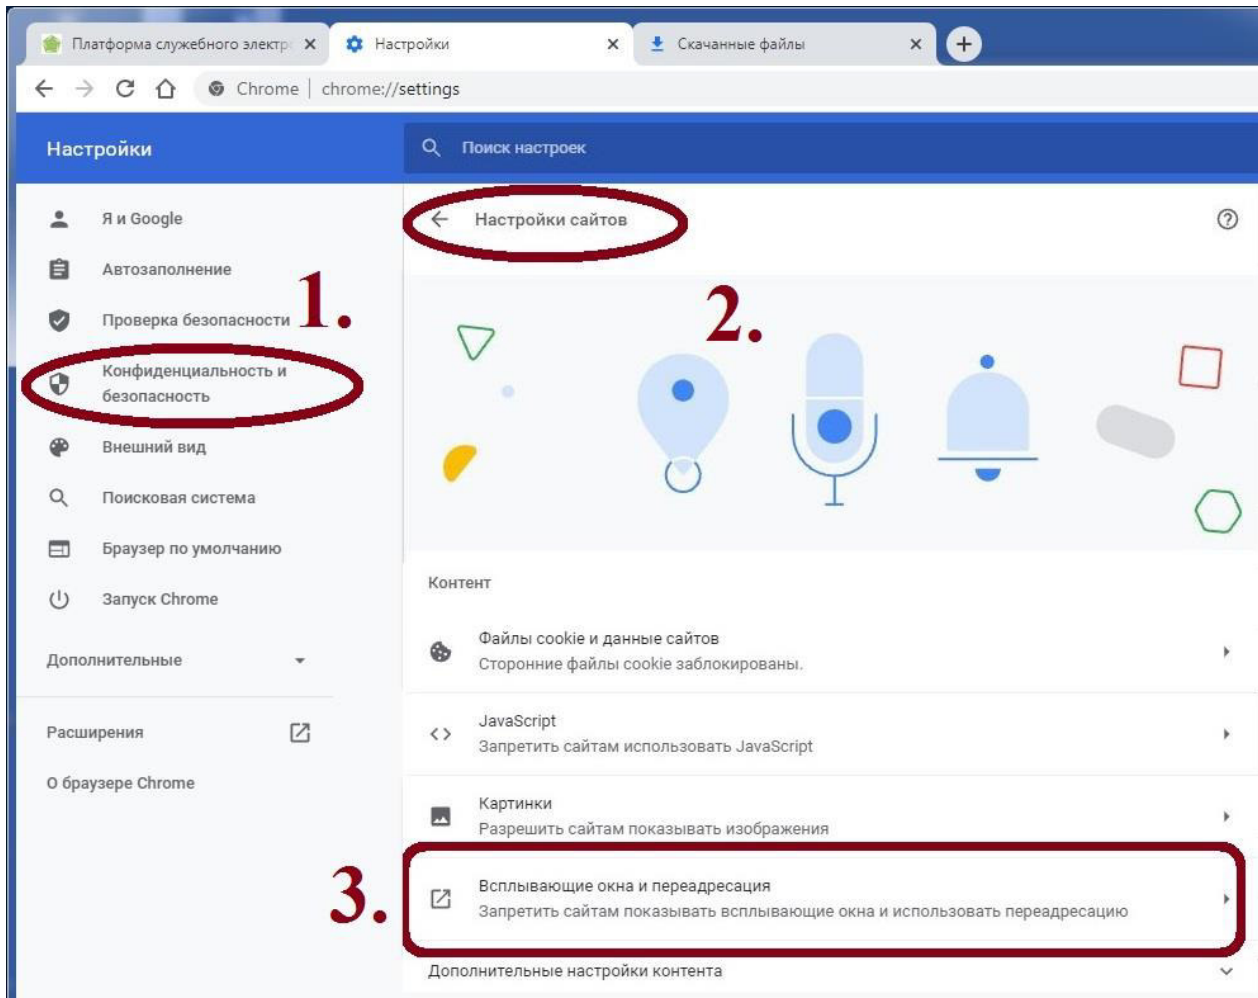 Платформа служебного электр
Настройки
Скачанные файлы
Chrome | chrome://settings
Настройки
Поиск настроек
Я и Google
Автозаполнение
Проверка безопасности
Конфиденциальность и
безопасность
Внешний вид
Поисковая система
Браузер по умолчанию
Запуск Chrome
Дополнительные
Расширения
О браузере Chrome
1.
Настройки сайтов
2.
Контент
Файлы cookie и данные сайтов
Сторонние файлы cookie заблокированы.
JavaScript
Запретить сайтам использовать JavaScript
Картинки
Разрешить сайтам показывать изображения
3.
Всплывающие окна и переадресация
Запретить сайтам показывать всплывающие окна и использовать переадресацию
Дополнительные настройки контента